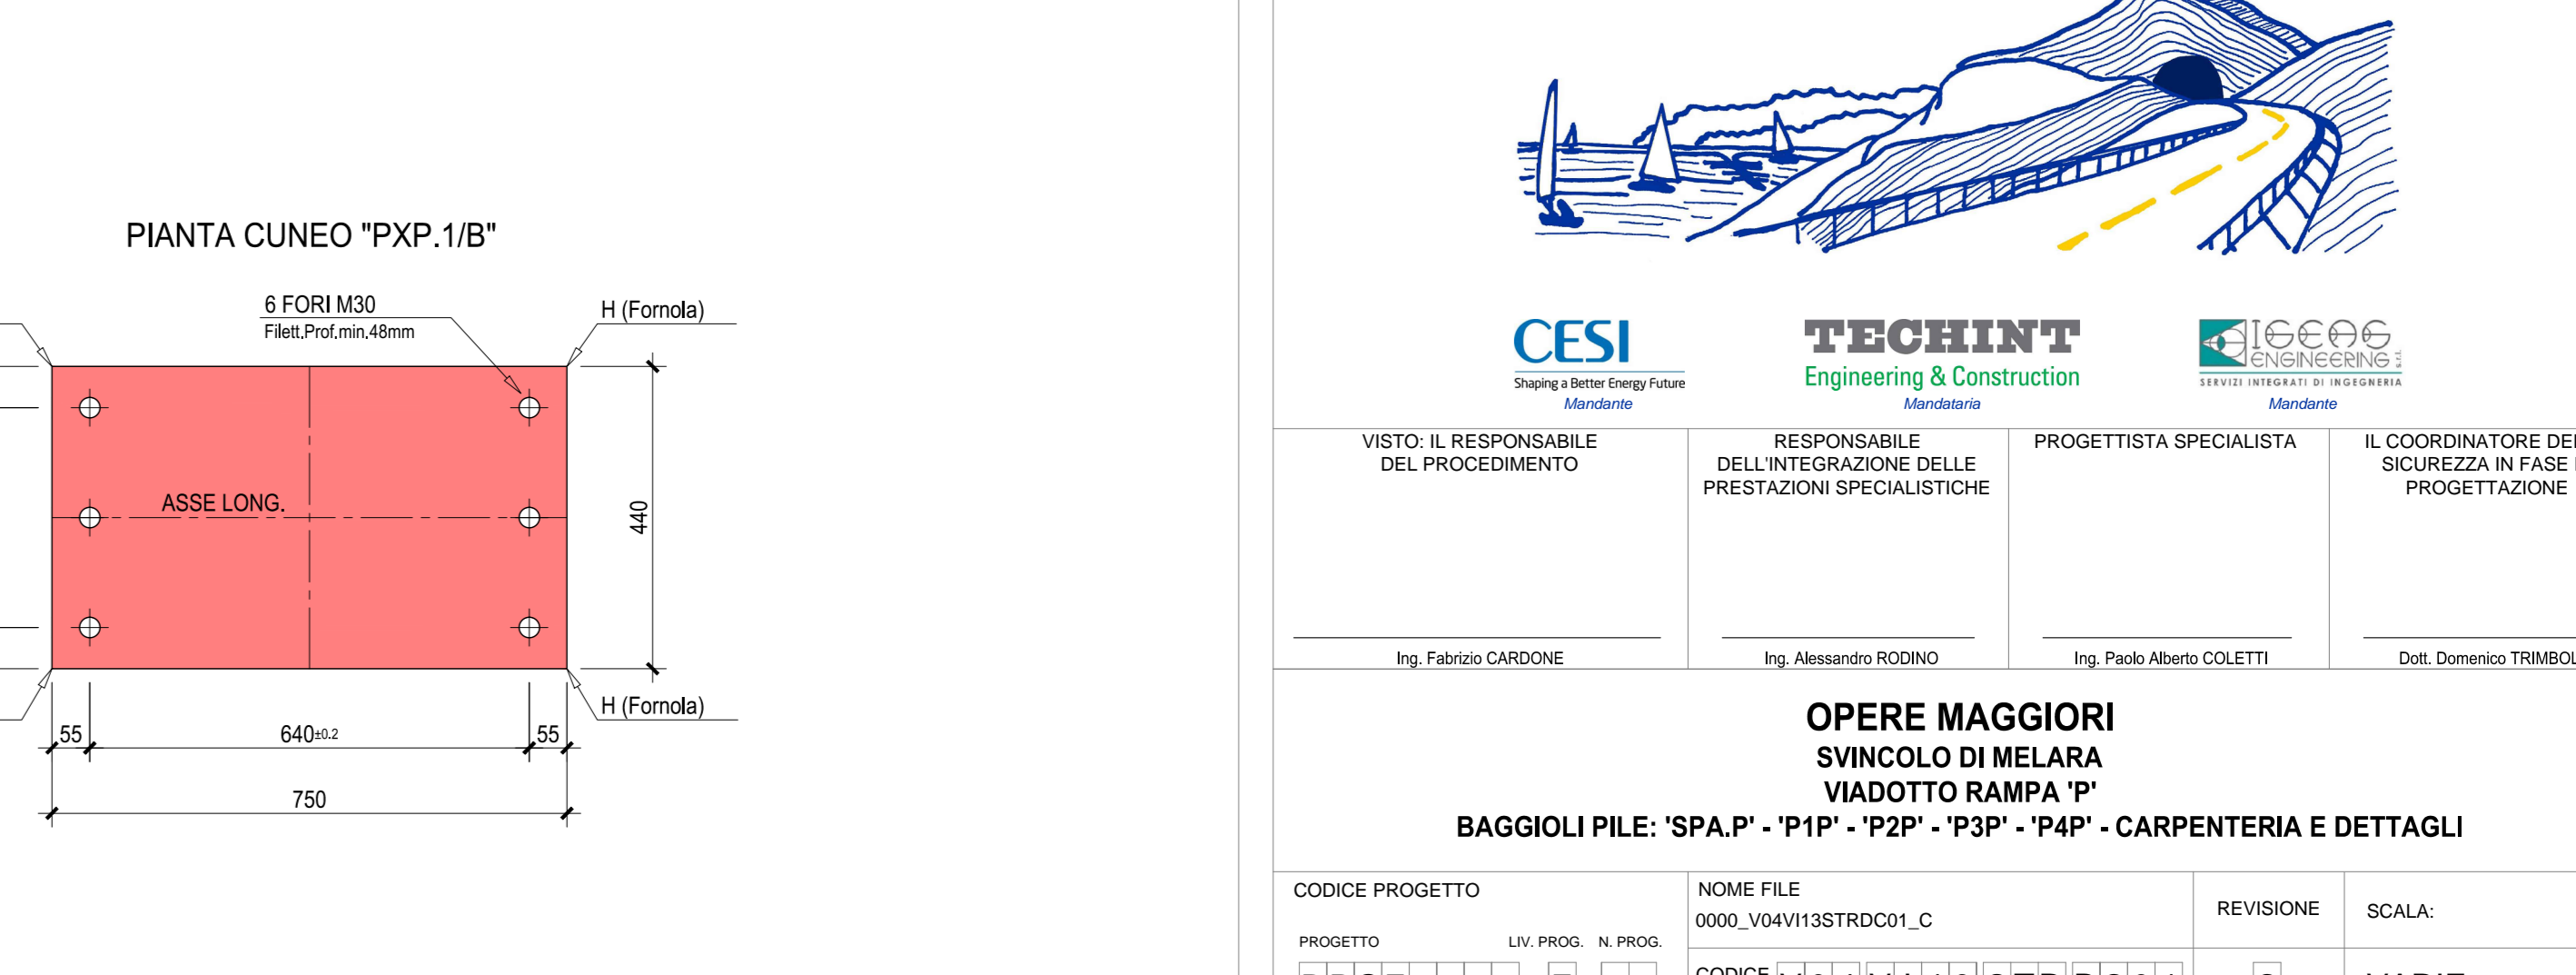 PIANTA CUNEO "PXP.1/B"
6 FORI M30
Filett.Prof.min.48mm
H (Fornola)
ASSE LONG.
440
H (Fornola)
55
640±0.2
55
750
CESI
Shaping a Better Energy Future
Mandante
TECHINT
Engineering & Construction
Mandataria
IGEAS
ENGINEERING s.r.l.
SERVIZI INTEGRATI DI INGEGNERIA
Mandante
VISTO: IL RESPONSABILE
DEL PROCEDIMENTO
Ing. Fabrizio CARDONE
RESPONSABILE
DELL'INTEGRAZIONE DELLE
PRESTAZIONI SPECIALISTICHE
Ing. Alessandro RODINO
PROGETTISTA SPECIALISTA
Ing. Paolo Alberto COLETTI
IL COORDINATORE
SICUREZZA IN FASE
PROGETTAZIONE
Dott. Domenico
OPERE MAGGIORI
SVINCOLO DI MELARA
VIADOTTO RAMPA 'P'
BAGGIOLI PILE: 'SPA.P' - 'P1P' - 'P2P' - 'P3P' - 'P4P' - CARPENTERIA E DETTAGLI
CODICE PROGETTO
PROGETTO LIV. PROG. N. PROG.
NOME FILE
0000_V04VI13STRDC01_C
CODICE
REVISIONE
SCALA: